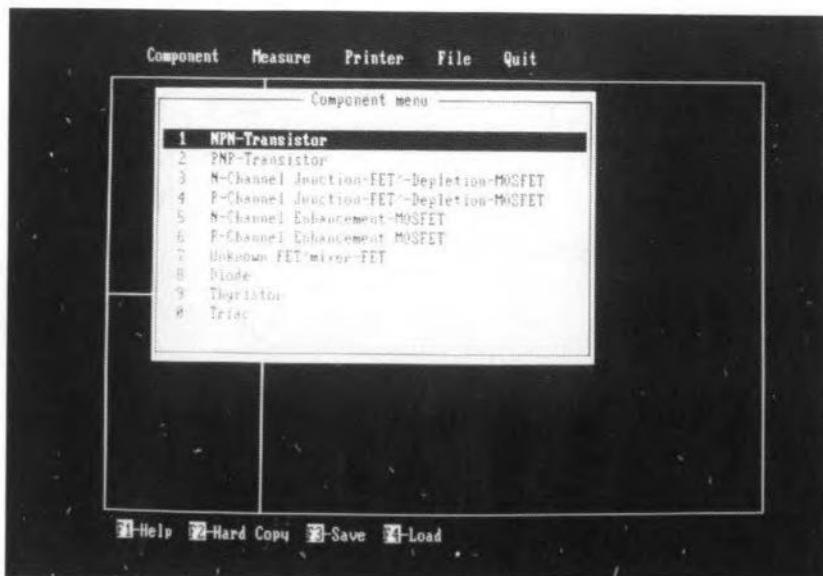 Component Measure Printer File Quit
Component menu
1 NPN-Transistor
2 PNP-Transistor
3 N-Channel Junction-FET/-Depletion-MOSFET
4 P-Channel Junction-FET/-Depletion-MOSFET
5 N-Channel Enhancement-MOSFET
6 P-Channel Enhancement MOSFET
7 Unknown FET/mixer-FET
8 Diode
9 Thyristor
0 Triac
F1-Help F2-Hard Copy F3-Save F4-Load